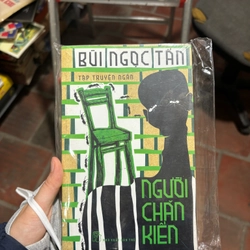 BÙI NGỌC TẤN
TẬP TRUYỆN NGẮN
NGƯỜI
CHĂN
KIẾN